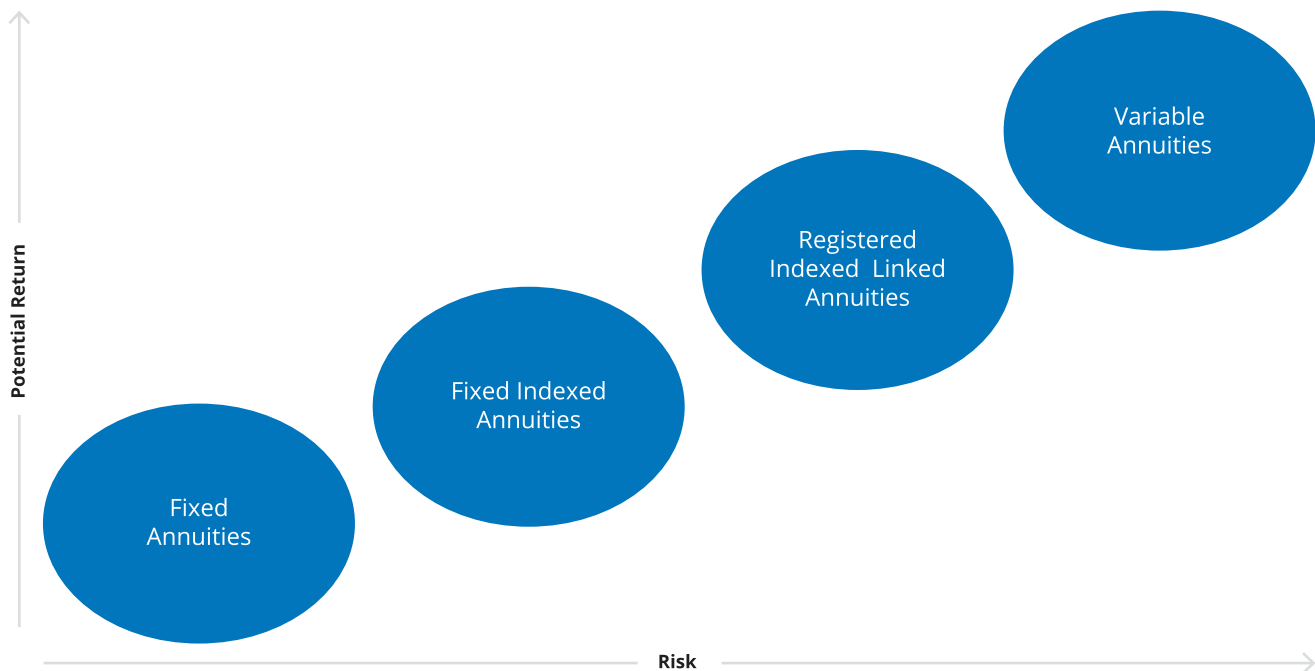 Variable
Annuities
Registered
Indexed  Linked
Annuities
Potential Return
Fixed Indexed
Annuities
Fixed
Annuities
Risk